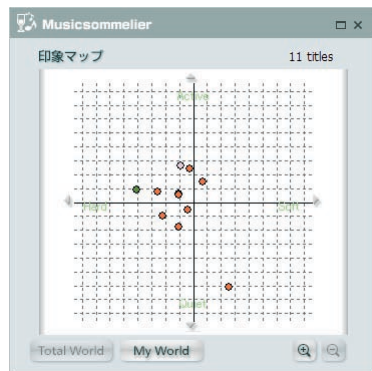 Musicsommelier
印象マップ 11 titles
Active
Hard Soft
Quiet
Total World My World